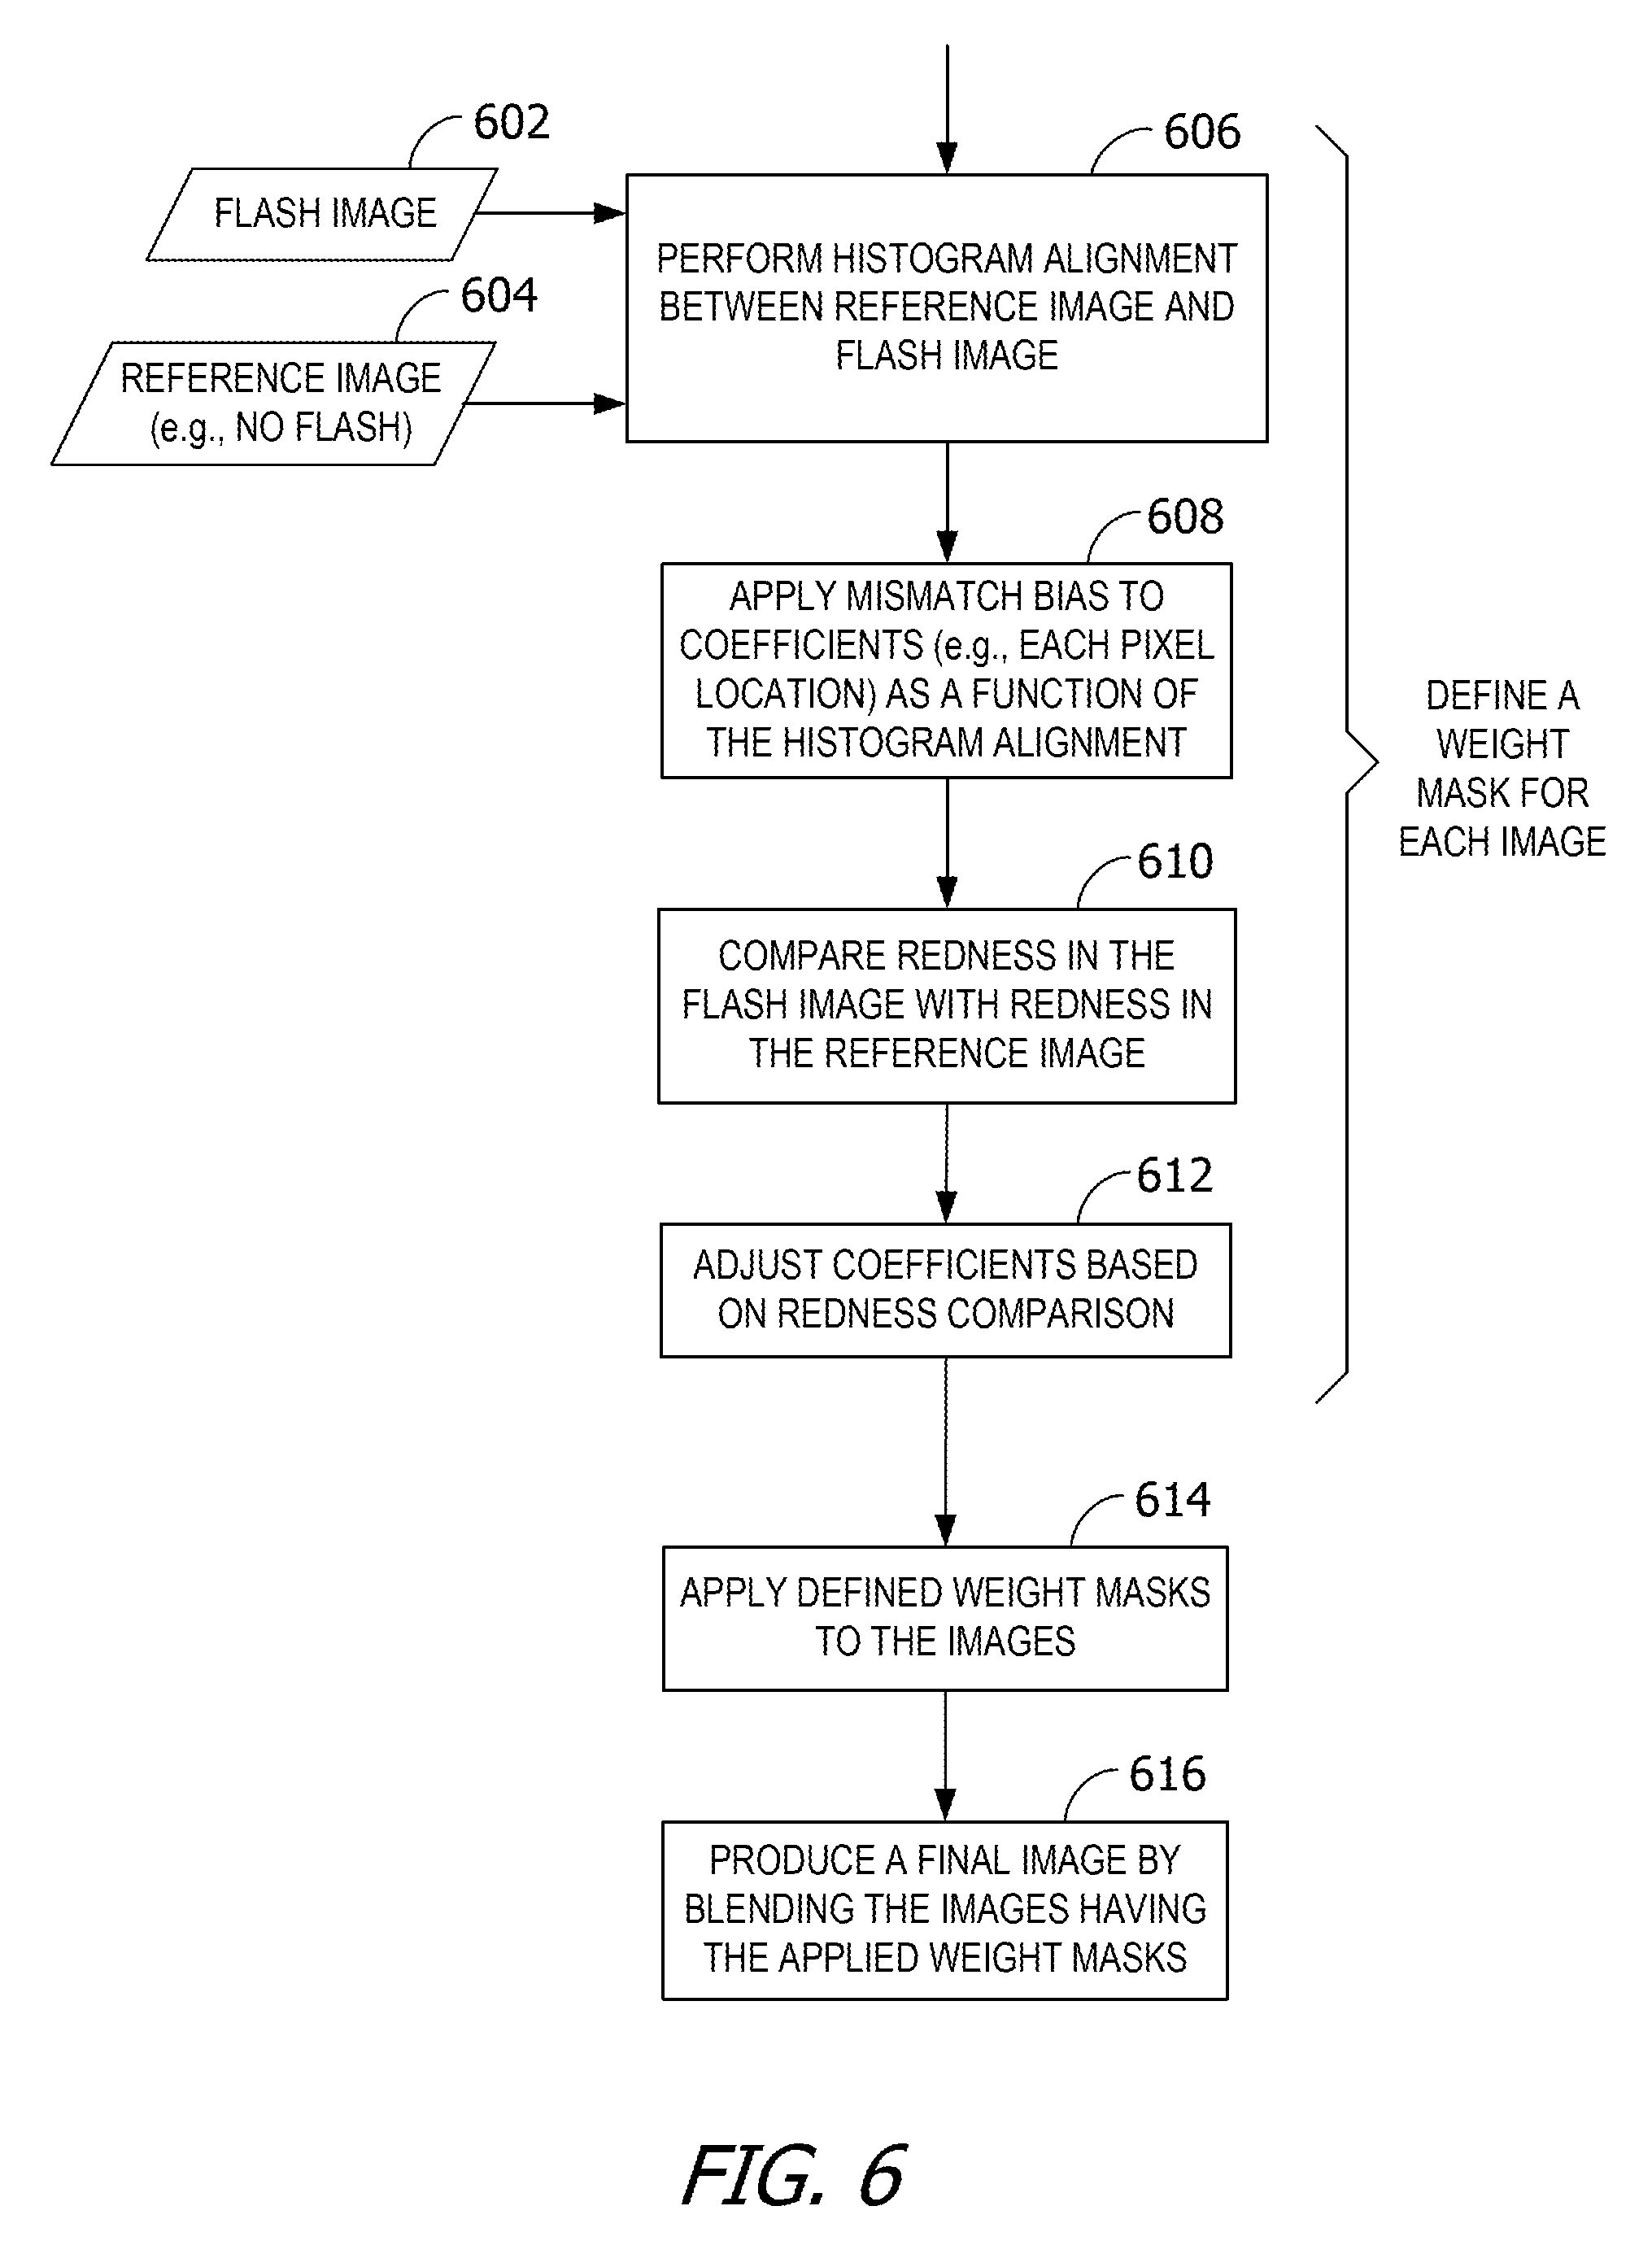 602
FLASH IMAGE
604
REFERENCE IMAGE
(e.g., NO FLASH)
606
PERFORM HISTOGRAM ALIGNMENT
BETWEEN REFERENCE IMAGE AND
FLASH IMAGE
608
APPLY MISMATCH BIAS TO
COEFFICIENTS (e.g., EACH PIXEL
LOCATION) AS A FUNCTION OF
THE HISTOGRAM ALIGNMENT
610
COMPARE REDNESS IN THE
FLASH IMAGE WITH REDNESS IN
THE REFERENCE IMAGE
612
ADJUST COEFFICIENTS BASED
ON REDNESS COMPARISON
DEFINE A
WEIGHT
MASK FOR
EACH IMAGE
614
APPLY DEFINED WEIGHT MASKS
TO THE IMAGES
616
PRODUCE A FINAL IMAGE BY
BLENDING THE IMAGES HAVING
THE APPLIED WEIGHT MASKS
FIG. 6